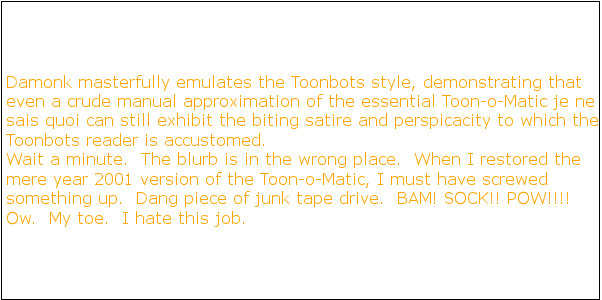 Damonk masterfully emulates the Toonbots style, demonstrating that
even a crude manual approximation of the essential Toon-o-Matic je ne
sais quoi can still exhibit the biting satire and perspicacity to which the
Toonbots reader is accustomed.
Wait a minute.  The blurb is in the wrong place.  When I restored the
mere year 2001 version of the Toon-o-Matic, I must have screwed
something up.  Dang piece of junk tape drive.  BAM! SOCK!! POW!!!!
Ow.  My toe.  I hate this job.